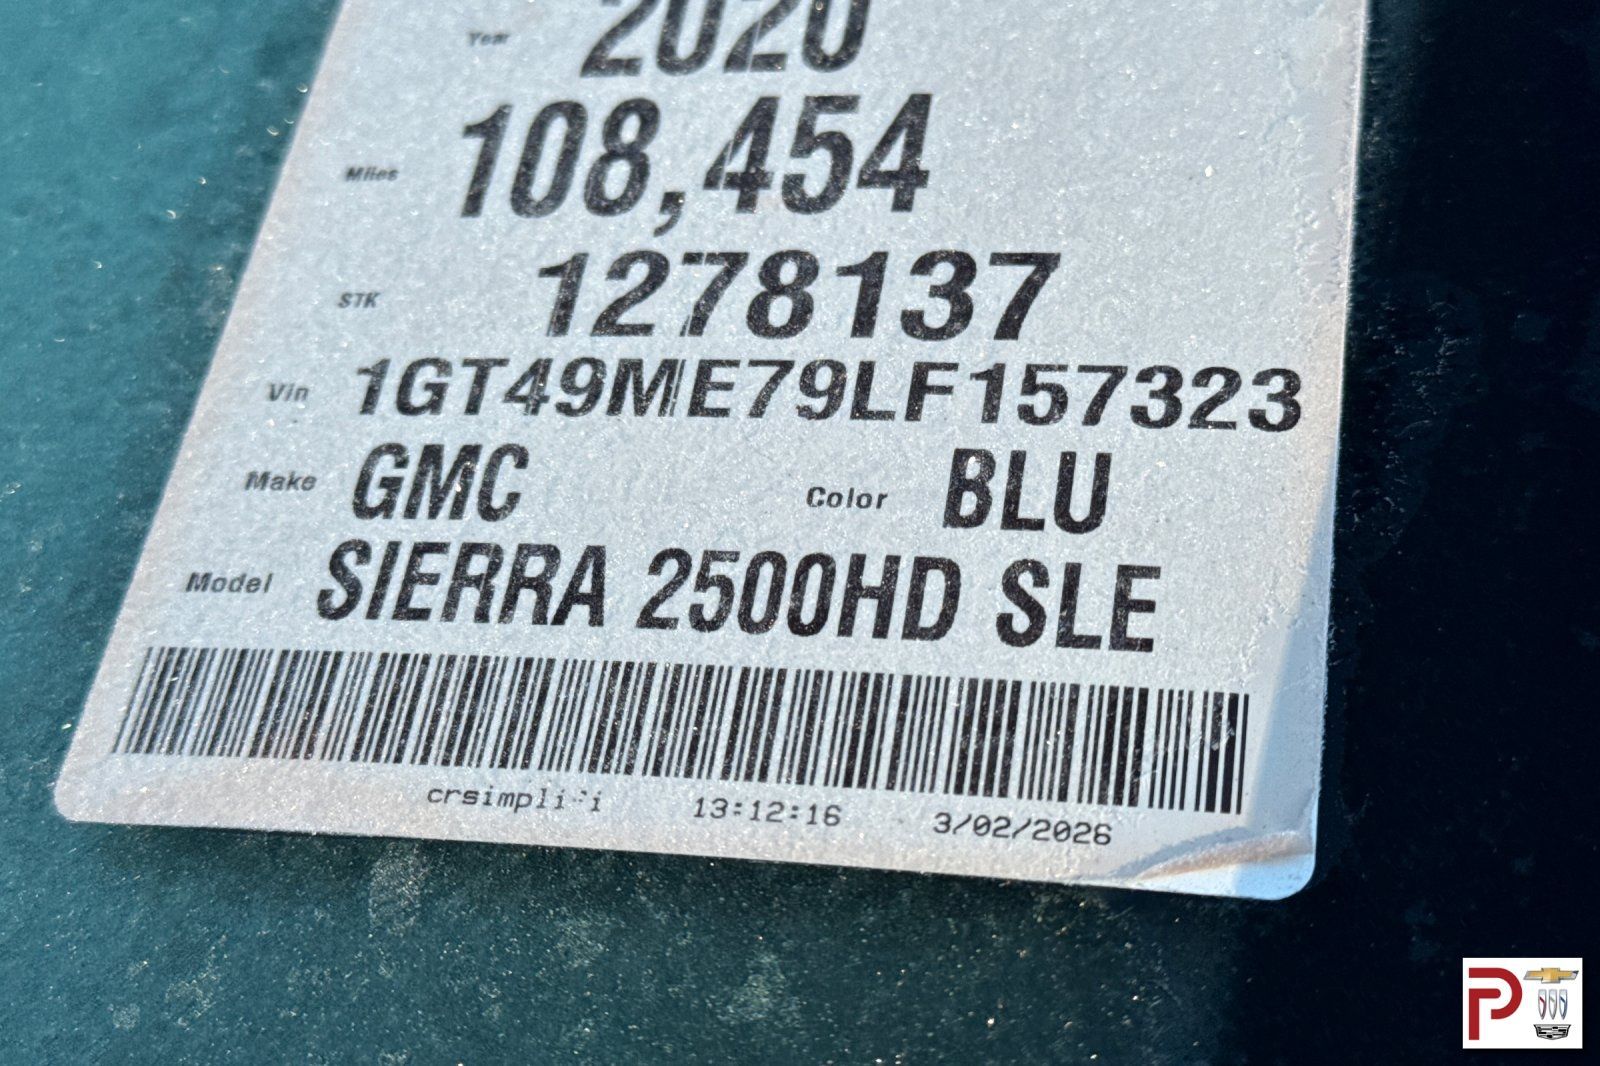 Year 2020
Miles 108,454
STK 1278137
Vin 1GT49ME79LF157323
Make GMC Color BLU
Model SIERRA 2500HD SLE
13:12:16 3/02/2026
P